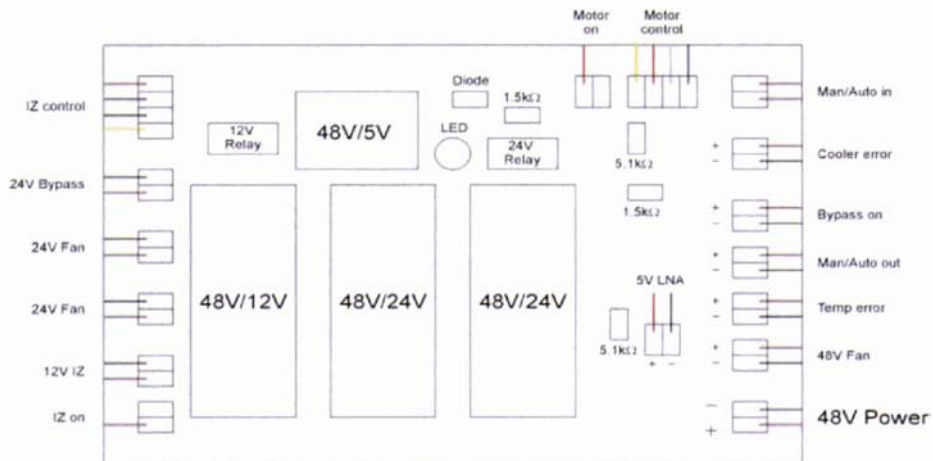 Motor
on
Motor
control
IZ control
Diode
1.5kΩ
Man/Auto in
12V
Relay
48V/5V
LED
24V
Relay
5.1kΩ
+
−
Cooler error
24V Bypass
1.5kΩ
+
−
Bypass on
24V Fan
+
−
Man/Auto out
5V LNA
24V Fan
48V/12V
48V/24V
48V/24V
+
−
Temp error
5.1kΩ
+ −
+
−
48V Fan
12V IZ
IZ on
−
+
48V Power